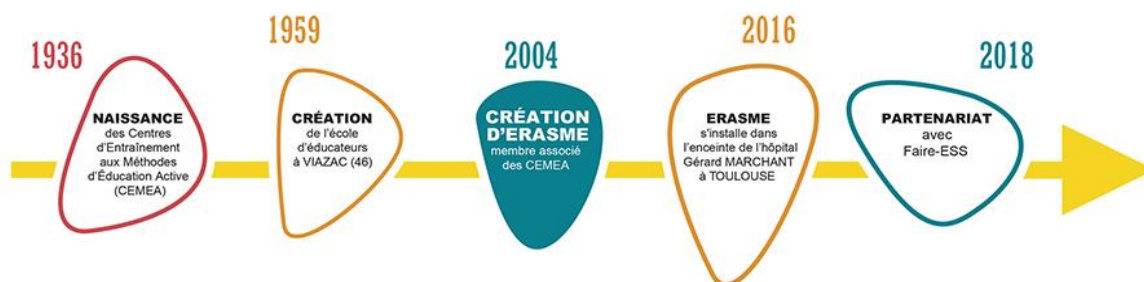 1936
NAISSANCE
des Centres
d'Entraînement
aux Méthodes
d'Éducation Active
(CEMEA)
1959
CRÉATION
de l'école
d'éducateurs
à VIAZAC (46)
2004
CRÉATION
D'ERASME
membre associé
des CEMEA
2016
ERASME
s'installe dans
l'enceinte de l'hôpital
Gérard MARCHANT
à TOULOUSE
2018
PARTENARIAT
avec
Faire-ESS